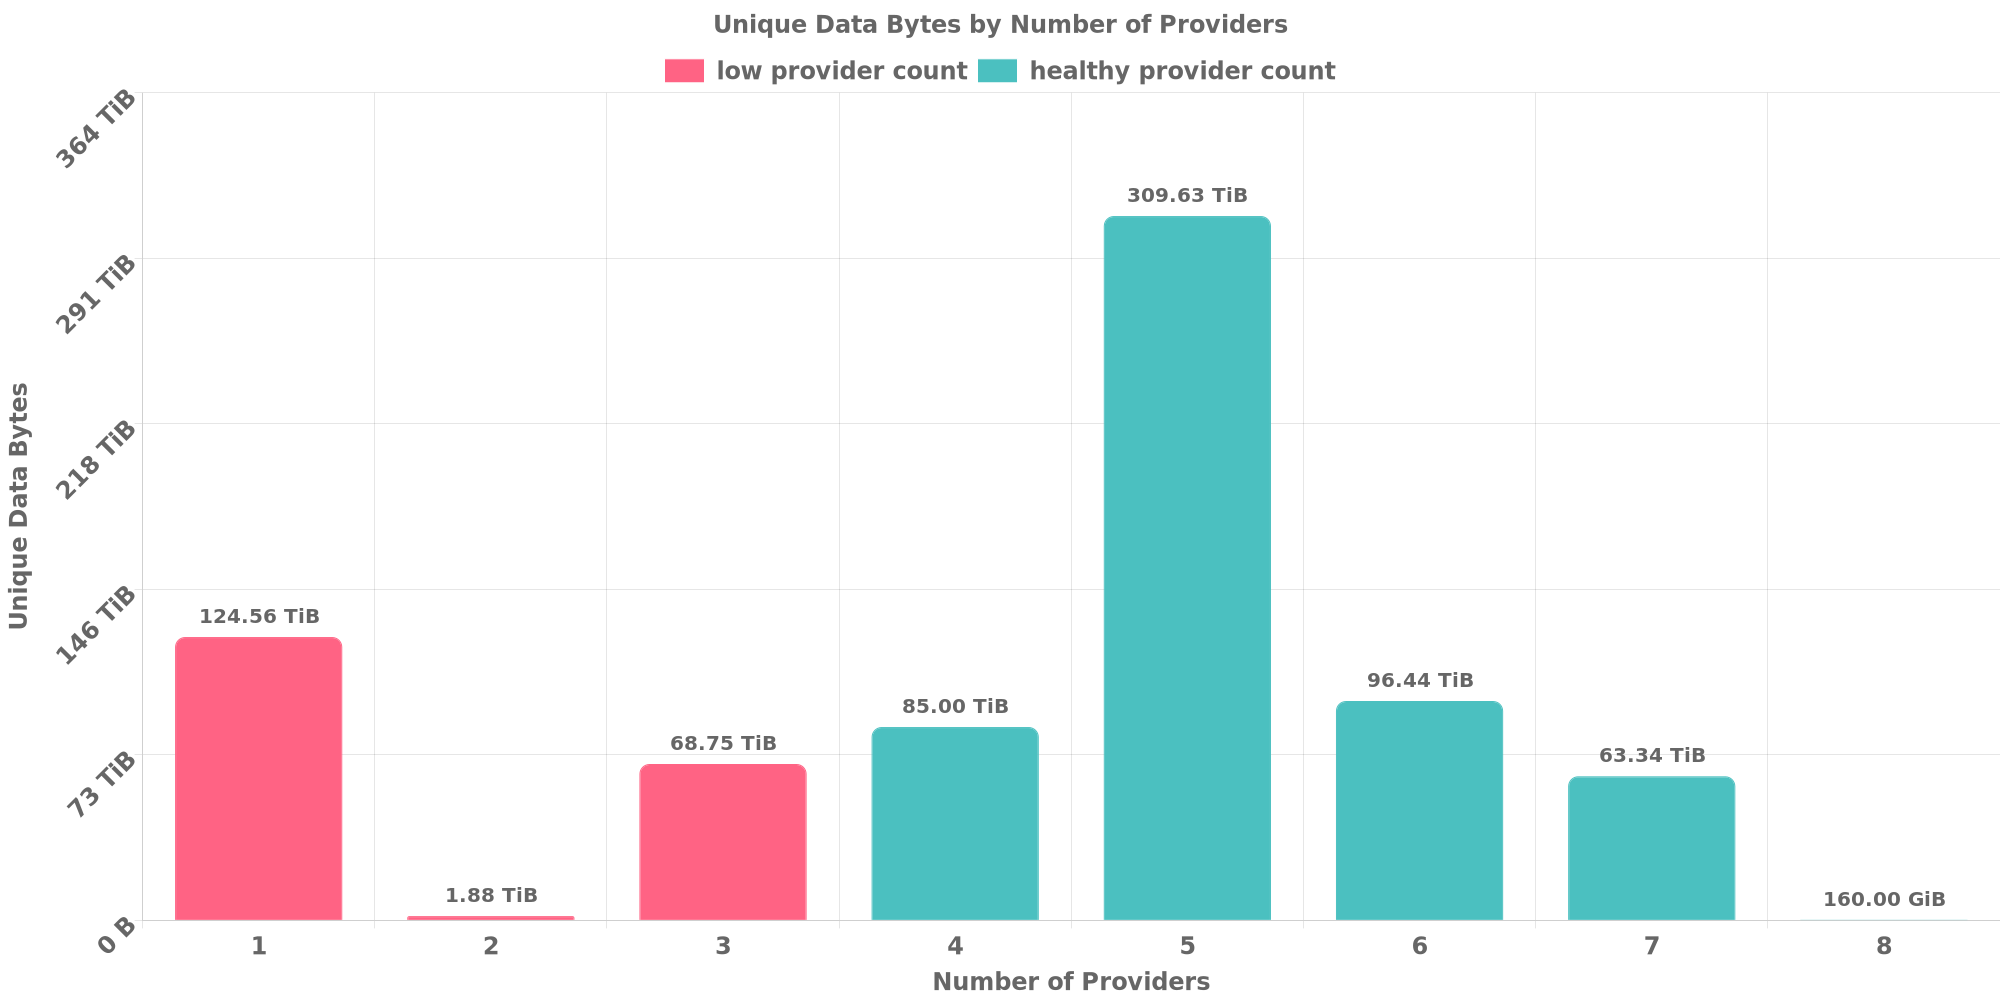 Unique Data Bytes by Number of Providers
low provider count healthy provider count
364 TiB
291 TiB
218 TiB
146 TiB
73 TiB
0 B
Unique Data Bytes
124.56 TiB
1.88 TiB
68.75 TiB
85.00 TiB
309.63 TiB
96.44 TiB
63.34 TiB
160.00 GiB
1 2 3 4 5 6 7 8
Number of Providers